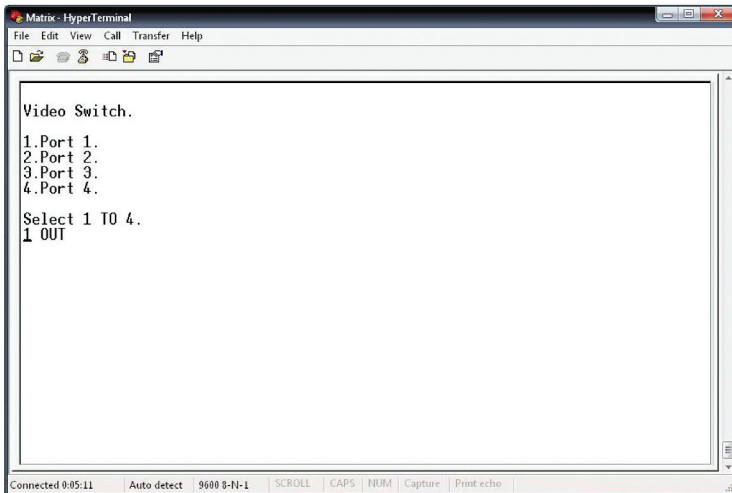 Matrix - HyperTerminal
File Edit View Call Transfer Help
Video Switch.
1.Port 1.
2.Port 2.
3.Port 3.
4.Port 4.
Select 1 TO 4.
1 OUT
Connected 0:05:11 Auto detect 9600 8-N-1 SCROLL CAPS NUM Capture Print echo